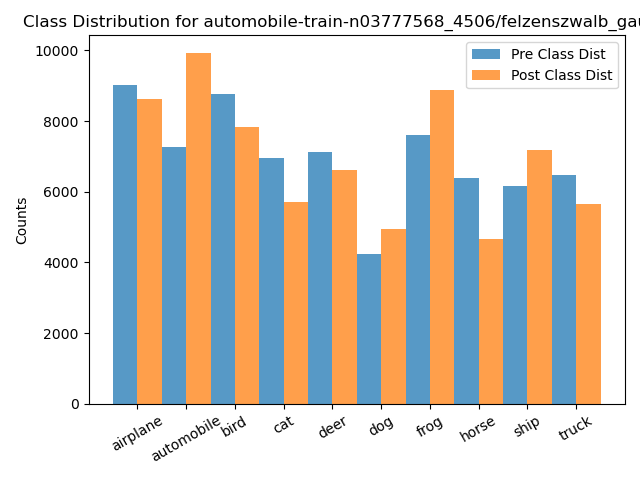 Class Distribution for automobile-train-n03777568_4506/felzenszwalb_gau
Pre Class Dist
Post Class Dist
Counts
10000
8000
6000
4000
2000
0
airplane
automobile
bird
cat
deer
dog
frog
horse
ship
truck